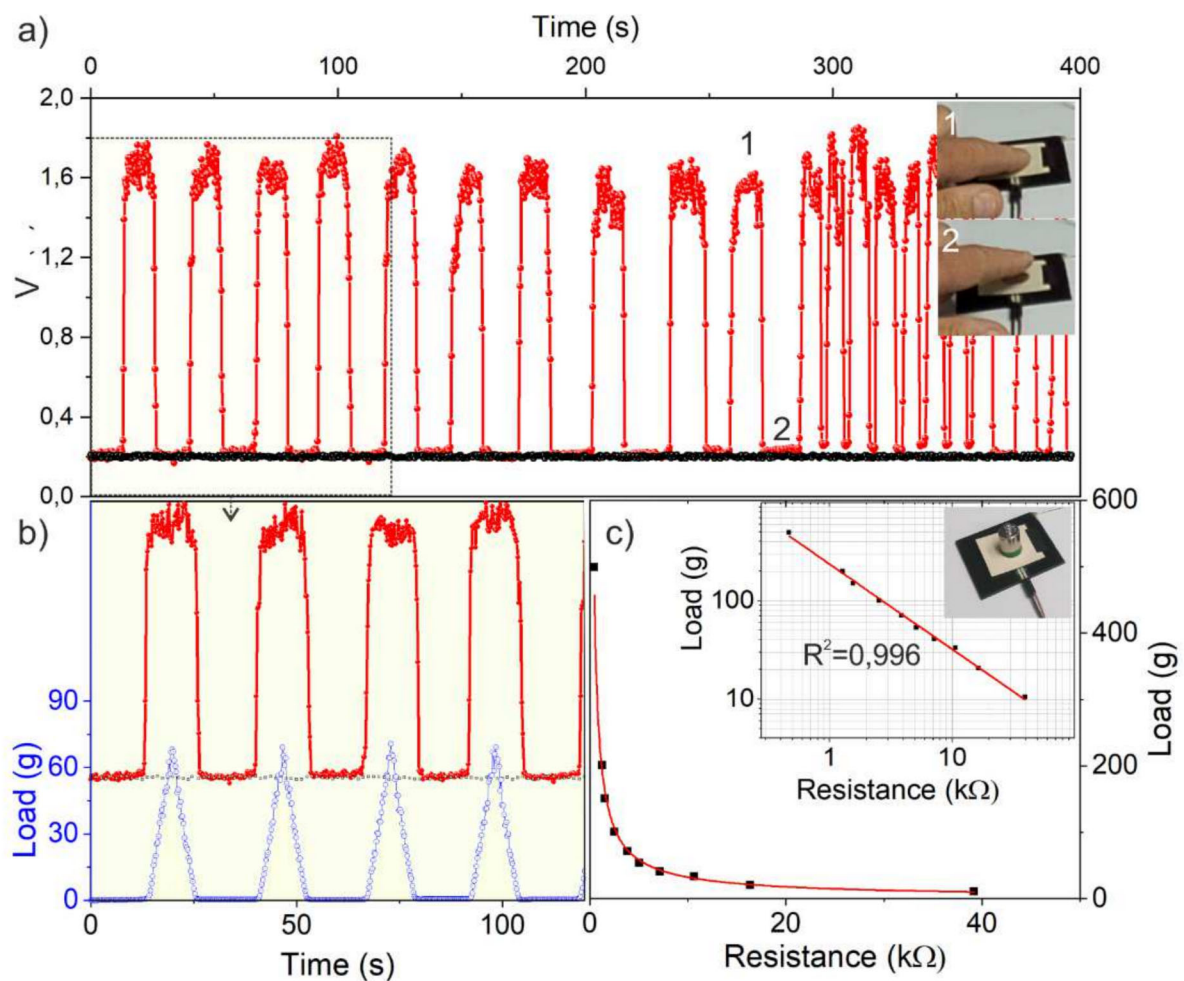 a)
Time (s)
0 100 200 300 400
2,0
1,6
1,2
0,8
0,4
0,0
V
1
2
1
2
b)
Load (g)
90
60
30
0
0 50 100
Time (s)
c)
Load (g)
100
10
R²=0,996
1 10
Resistance (kΩ)
600
400
200
0
Load (g)
0 20 40
Resistance (kΩ)